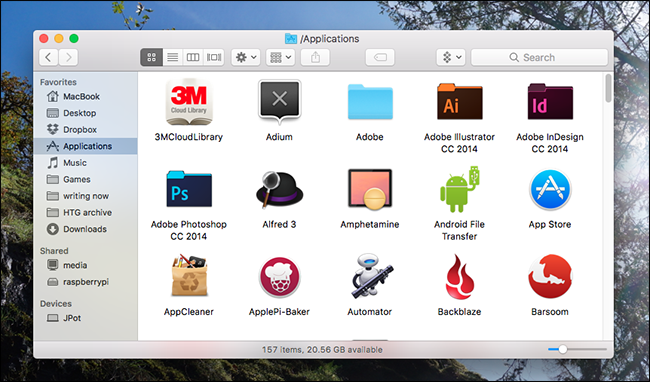 /Applications
Search
Favorites
MacBook
Desktop
Dropbox
Applications
Music
Games
writing now
HTG archive
Downloads
Shared
media
raspberrypi
Devices
JPot
3M
Cloud Library
Ai
Id
3MCloudLibrary
Adium
Adobe
Adobe Illustrator
CC 2014
Adobe InDesign
CC 2014
Ps
Adobe Photoshop
CC 2014
Alfred 3
Amphetamine
Android File
Transfer
App Store
AppCleaner
ApplePi-Baker
Automator
Backblaze
Barsoom
157 items, 20.56 GB available